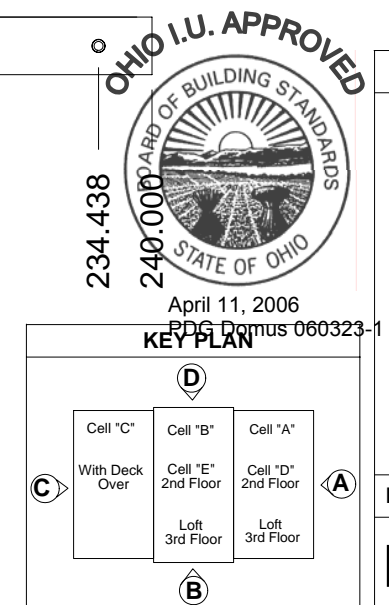 OHIO I.U. APPROVED
BOARD OF BUILDING STANDARDS
STATE OF OHIO
234.438
240.000
April 11, 2006
PDG Domus 060323-1
KEY PLAN
D
Cell "C"
Cell "B"
Cell "A"
With Deck
Over
Cell "E"
2nd Floor
Cell "D"
2nd Floor
C
A
Loft
3rd Floor
Loft
3rd Floor
B